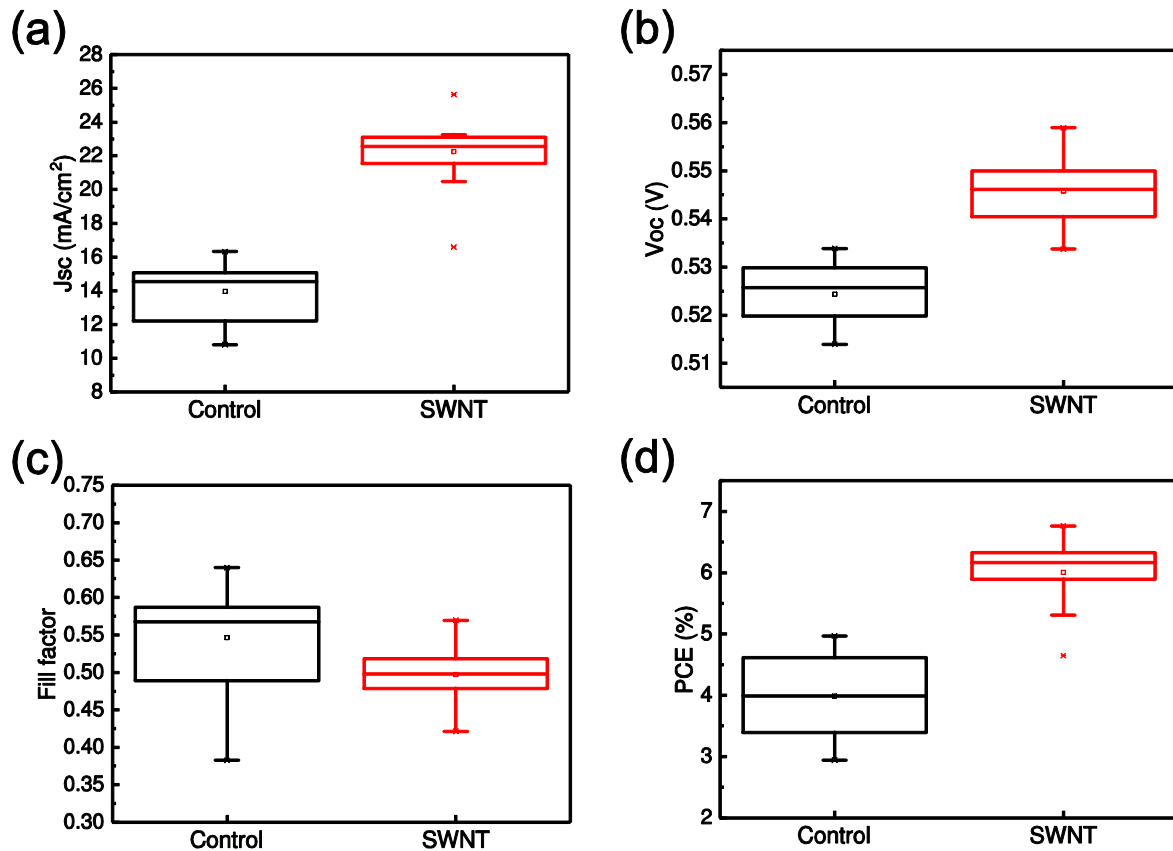 (a)
Jsc (mA/cm²)
28
26
24
22
20
18
16
14
12
10
8
Control
SWNT
(b)
Voc (V)
0.57
0.56
0.55
0.54
0.53
0.52
0.51
Control
SWNT
(c)
Fill factor
0.75
0.70
0.65
0.60
0.55
0.50
0.45
0.40
0.35
0.30
Control
SWNT
(d)
PCE (%)
7
6
5
4
3
2
Control
SWNT